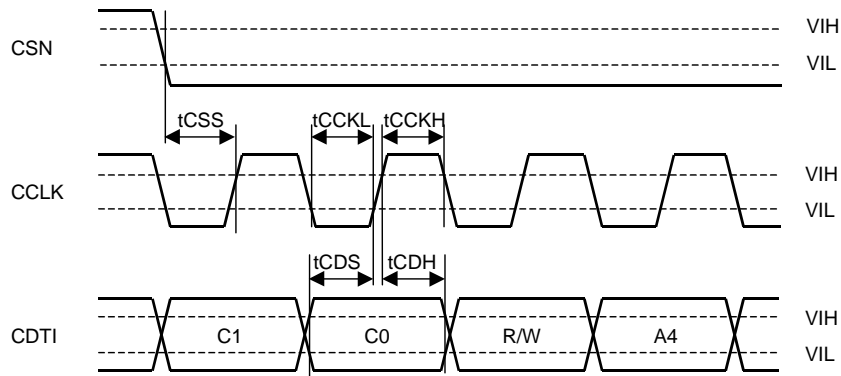 CSN
VIH
VIL
tCSS
tCCKL
tCCKH
CCLK
VIH
VIL
tCDS
tCDH
CDTI
C1
C0
R/W
A4
VIH
VIL